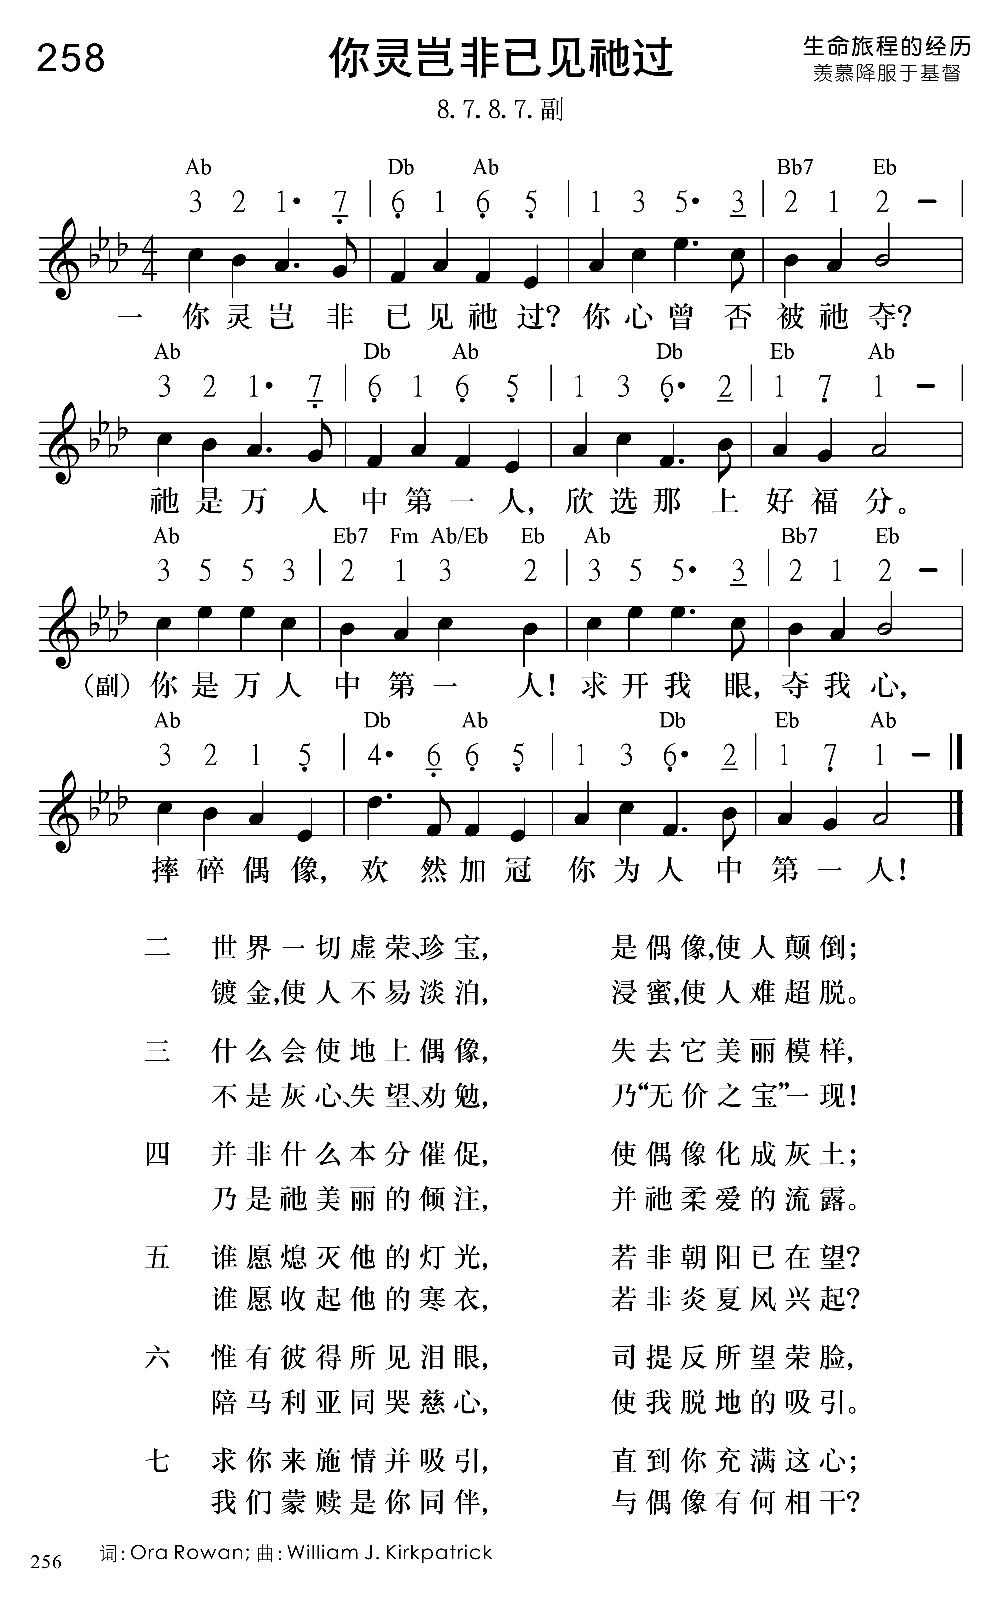 258 你灵岂非已见祂过 生命旅程的经历
羡慕降服于基督
8.7.8.7.副
Ab Db Ab Bb7 Eb
3 2 1• 7 | 6 1 6 5 | 1 3 5• 3 | 2 1 2 – |
4
4
一 你灵岂 非 已见祂过?你心曾 否 被祂夺?
Ab Db Ab Db Eb Ab
3 2 1• 7 | 6 1 6 5 | 1 3 6• 2 | 1 7 1 – |
祂是万 人 中第一人,欣选那 上 好福分。
Ab Eb7 Fm Ab/Eb Eb Ab Bb7 Eb
3 5 5 3 | 2 1 3 2 | 3 5 5• 3 | 2 1 2 – |
(副) 你是万人 中第一 人!求开我 眼,夺我心,
Ab Db Ab Db Eb Ab
3 2 1 5 | 4• 6 6 5 | 1 3 6• 2 | 1 7 1 – ‖
摔碎偶像,欢 然加冠 你为人 中 第一人!
二 世界一切虚荣、珍宝, 是偶像,使人颠倒;
镀金,使人不易淡泊, 浸蜜,使人难超脱。
三 什么会使地上偶像, 失去它美丽模样,
不是灰心、失望、劝勉, 乃“无价之宝”一现!
四 并非什么本分催促, 使偶像化成灰土;
乃是祂美丽的倾注, 并祂柔爱的流露。
五 谁愿熄灭他的灯光, 若非朝阳已在望?
谁愿收起他的寒衣, 若非炎夏风兴起?
六 惟有彼得所见泪眼, 司提反所望荣脸,
陪马利亚同哭慈心, 使我脱地的吸引。
七 求你来施情并吸引, 直到你充满这心;
我们蒙赎是你同伴, 与偶像有何相干?
256 词: Ora Rowan; 曲: William J. Kirkpatrick